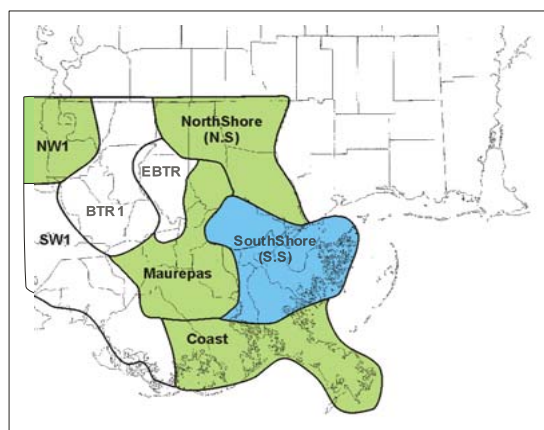 NorthShore
(N.S)
NW1
EBTR
BTR1
SW1
SouthShore
(S.S)
Maurepas
Coast